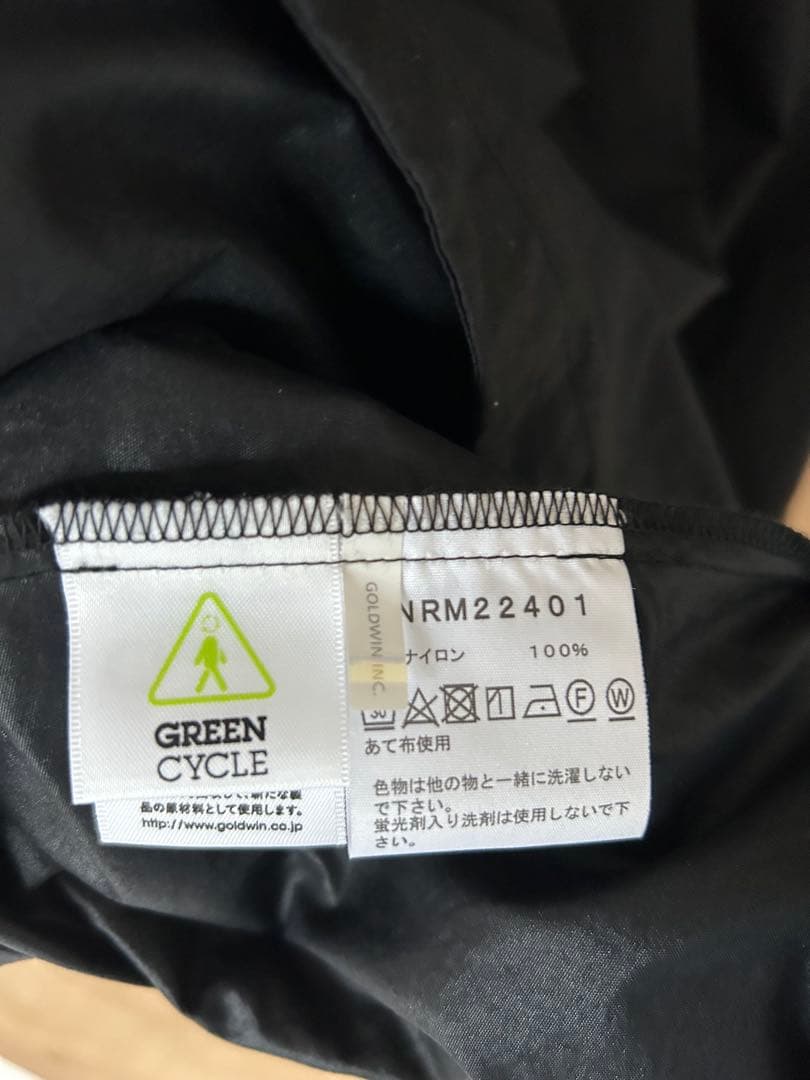 GREEN
CYCLE
品の原材料として使用します。
http://www.goldwin.co.jp
GOLDWIN INC.
NRM22401
ナイロン 100%
F W
あて布使用
色物は他の物と一緒に洗濯しない
で下さい。
蛍光剤入り洗剤は使用しないで下
さい。